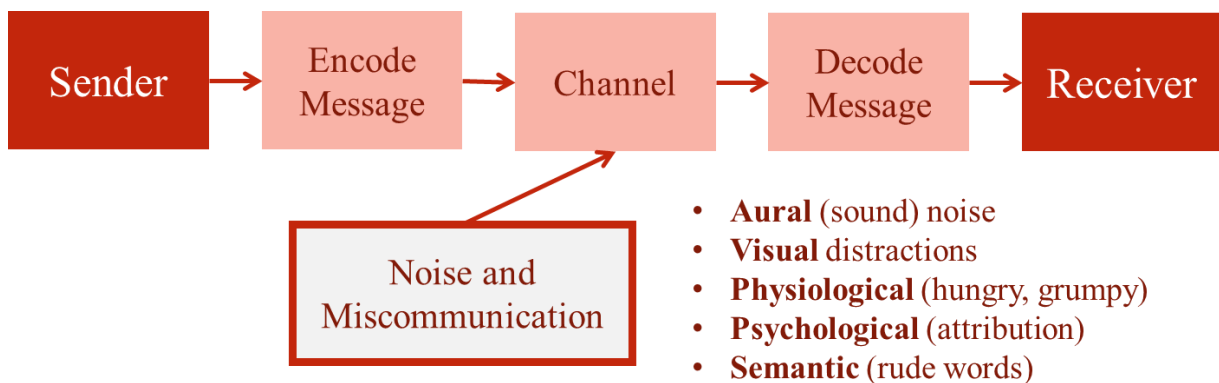 Sender
Encode
Message
Channel
Decode
Message
Receiver
Noise and
Miscommunication
• Aural (sound) noise
• Visual distractions
• Physiological (hungry, grumpy)
• Psychological (attribution)
• Semantic (rude words)